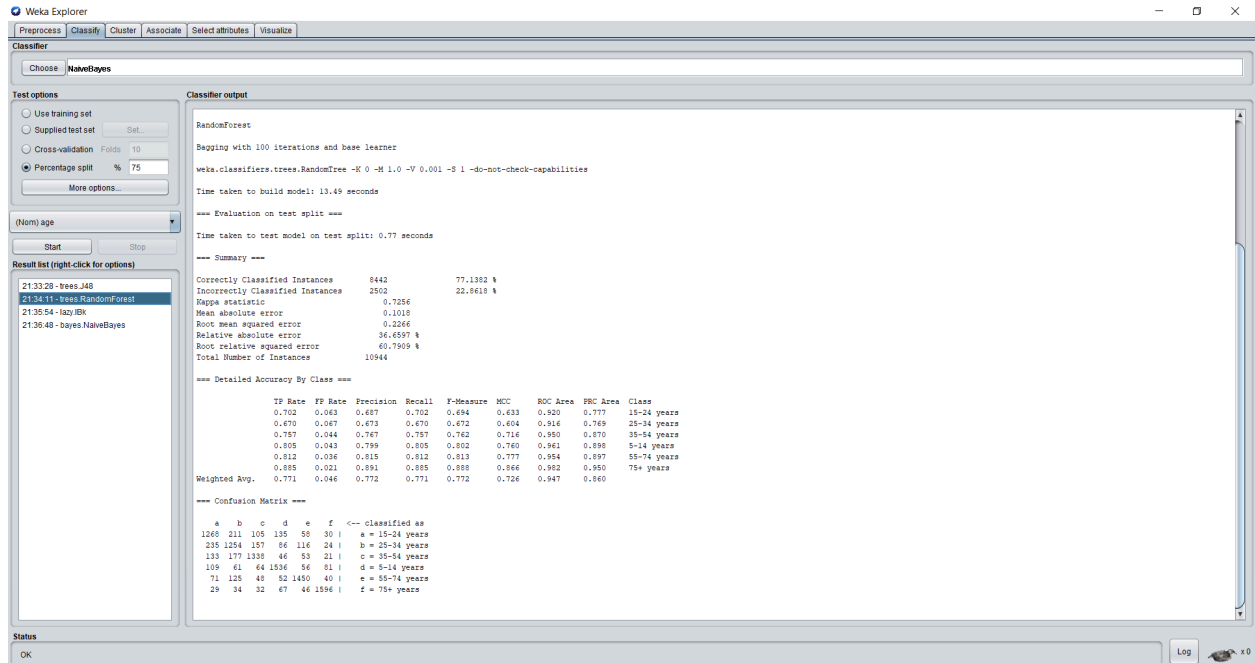 Weka Explorer
Preprocess Classify Cluster Associate Select attributes Visualize
Classifier
Choose NaiveBayes
Test options
Use training set
Supplied test set Set...
Cross-validation Folds 10
Percentage split % 75
More options...
(Nom) age
Start Stop
Result list (right-click for options)
21:33:28 - trees.J48
21:34:11 - trees.RandomForest
21:35:54 - lazy.IBk
21:36:48 - bayes.NaiveBayes
Classifier output
RandomForest
Bagging with 100 iterations and base learner
weka.classifiers.trees.RandomTree -K 0 -M 1.0 -V 0.001 -S 1 -do-not-check-capabilities
Time taken to build model: 13.49 seconds
=== Evaluation on test split ===
Time taken to test model on test split: 0.77 seconds
=== Summary ===
Correctly Classified Instances 8442 77.1382 %
Incorrectly Classified Instances 2502 22.8618 %
Kappa statistic 0.7256
Mean absolute error 0.1018
Root mean squared error 0.2266
Relative absolute error 36.6597 %
Root relative squared error 60.7909 %
Total Number of Instances 10944
=== Detailed Accuracy By Class ===
TP Rate FP Rate Precision Recall F-Measure MCC ROC Area PRC Area Class
0.702 0.063 0.687 0.702 0.694 0.633 0.920 0.777 15-24 years
0.670 0.067 0.673 0.670 0.672 0.604 0.916 0.769 25-34 years
0.757 0.044 0.767 0.757 0.762 0.716 0.950 0.870 35-54 years
0.805 0.043 0.799 0.805 0.802 0.760 0.961 0.898 5-14 years
0.812 0.036 0.815 0.812 0.813 0.777 0.954 0.897 55-74 years
0.885 0.021 0.891 0.885 0.888 0.866 0.982 0.950 75+ years
Weighted Avg. 0.771 0.046 0.772 0.771 0.772 0.726 0.947 0.860
=== Confusion Matrix ===
a b c d e f <-- classified as
1268 211 105 135 58 30 | a = 15-24 years
235 1254 157 86 116 24 | b = 25-34 years
133 177 1338 46 53 21 | c = 35-54 years
109 61 64 1536 56 81 | d = 5-14 years
71 125 48 52 1450 40 | e = 55-74 years
29 34 32 67 46 1596 | f = 75+ years
Status
OK
Log x 0